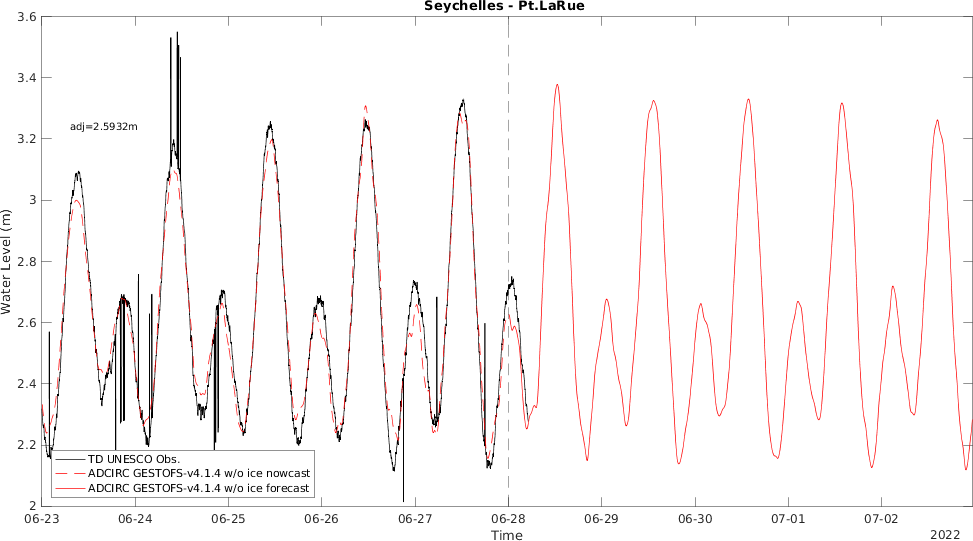 Seychelles - Pt.LaRue
3.6
3.4
adj=2.5932m
3.2
3
2.8
Water Level (m)
2.6
2.4
2.2
TD UNESCO Obs.
ADCIRC GESTOFS-v4.1.4 w/o ice nowcast
ADCIRC GESTOFS-v4.1.4 w/o ice forecast
2
06-23 06-24 06-25 06-26 06-27 06-28 06-29 06-30 07-01 07-02
Time
2022